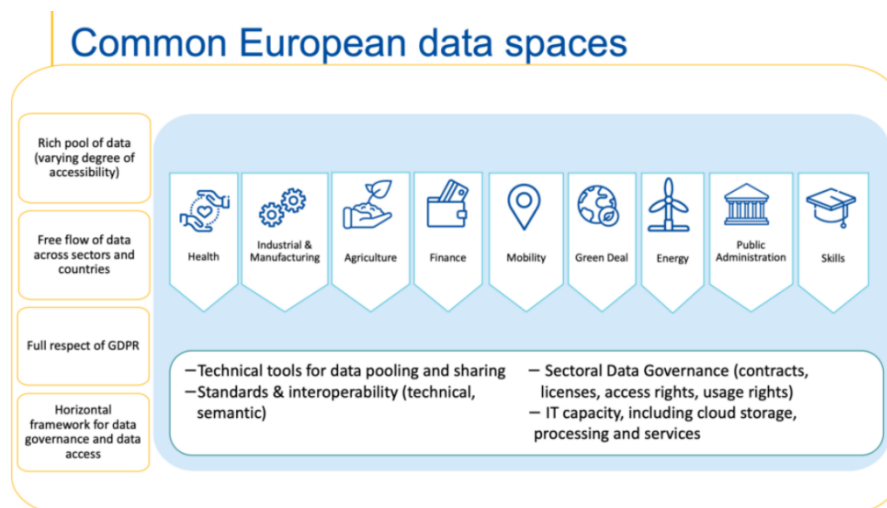 Common European data spaces
Rich pool of data
(varying degree of
accessibility)
Free flow of data
across sectors and
countries
Full respect of GDPR
Horizontal
framework for data
governance and data
access
Health
Industrial &
Manufacturing
Agriculture
Finance
Mobility
Green Deal
Energy
Public
Administration
Skills
– Technical tools for data pooling and sharing
– Standards & interoperability (technical,
semantic)
– Sectoral Data Governance (contracts,
licenses, access rights, usage rights)
– IT capacity, including cloud storage,
processing and services